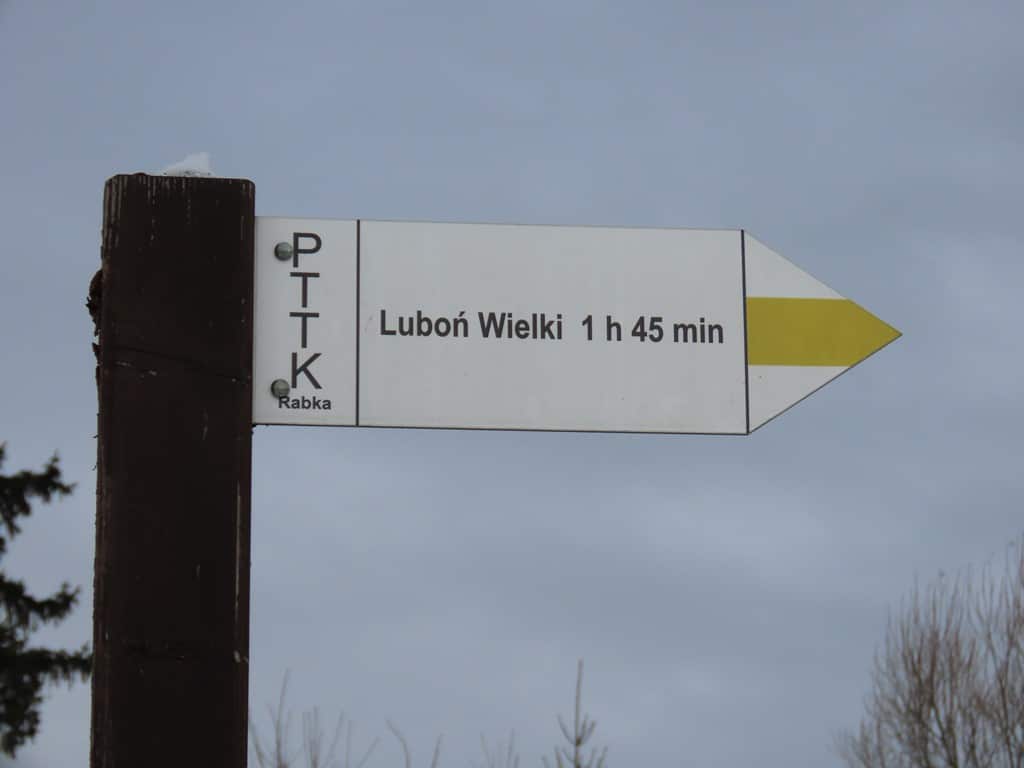 PTTK
Rabka
Luboń Wielki 1 h 45 min